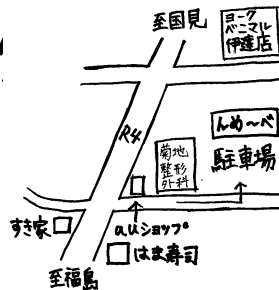 至国見
ヨーク
ベニマル
伊達店
R4
んめ〜べ
駐車場
菊地
整形
外科
すき家
auショップ
はま寿司
至福島